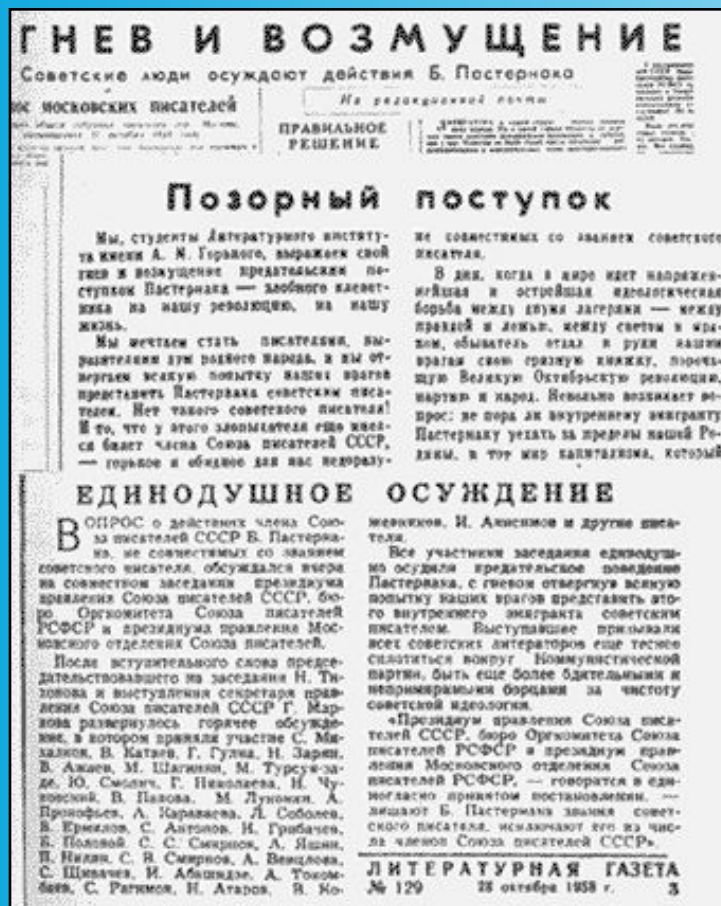 ГНЕВ И ВОЗМУЩЕНИЕ
Советские люди осуждают действия Б. Пастернака
ос московских писателей
Из редакционной почты
ПРАВИЛЬНОЕ
РЕШЕНИЕ
Позорный поступок
Мы, студенты Литературного институ-
та имени А. М. Горького, выражаем свой
гнев и возмущение предательским по-
ступком Пастернака — злобного клевет-
ника на нашу революцию, на нашу
жизнь.
Мы мечтаем стать писателями, вы-
разителями дум родного народа, и мы от-
вергаем всякую попытку наших врагов
представить Пастернака советским писа-
телем. Нет такого советского писателя!
И то, что у этого злопыхателя еще имел-
ся билет члена Союза писателей СССР,
— горькое и обидное для нас недоразу-
не совместимых со званием советского
писателя.
В дни, когда в мире идет напряжен-
нейшая и острейшая идеологическая
борьба между двумя лагерями — между
правдой и ложью, между светом и мра-
ком, обыватель отдал в руки нашим
врагам свою грязную книжку, пороча-
щую Великую Октябрьскую революцию,
партию и народ. Невольно возникает во-
прос: не пора ли внутреннему эмигранту
Пастернаку уехать за пределы нашей Ро-
дины, в тот мир капитализма, который
ЕДИНОДУШНОЕ ОСУЖДЕНИЕ
ВОПРОС о действиях члена Сою-
за писателей СССР Б. Пастерна-
ка, не совместимых со званием
советского писателя, обсуждался вчера
на совместном заседании президиума
правления Союза писателей СССР, бю-
ро Оргкомитета Союза писателей
РСФСР и президиума правления Мос-
ковского отделения Союза писателей.
После вступительного слова предсе-
дательствовавшего на заседании Н. Ти-
хонова и выступления секретаря прав-
ления Союза писателей СССР Г. Мар-
кова развернулось горячее обсужде-
ние, в котором приняли участие С. Ми-
халков, В. Катаев, Г. Гулиа, Н. Зарян,
В. Ажаев, М. Шагинян, М. Турсун-за-
де, Ю. Смолич, Г. Николаева, Н. Чу-
ковский, В. Панова, М. Луконин, А.
Прокофьев, А. Караваева, Л. Соболев,
В. Ермилов, С. Антонов, Н. Грибачев,
Б. Полевой, С. С. Смирнов, А. Яшин,
П. Нилин, С. В. Смирнов, А. Венцлова,
С. Щипачев, И. Абашидзе, А. Током-
баев, С. Рагимов, Н. Атаров, В. Ко-
жевников, И. Анисимов и другие писа-
тели.
Все участники заседания единодуш-
но осудили предательское поведение
Пастернака, с гневом отвергнув всякую
попытку наших врагов представить это-
го внутреннего эмигранта советским
писателем. Выступавшие призывали
всех советских литераторов еще теснее
сплотиться вокруг Коммунистической
партии, быть еще более бдительными и
непримиримыми борцами за чистоту
советской идеологии.
«Президиум правления Союза писа-
телей СССР, бюро Оргкомитета Союза
писателей РСФСР и президиум прав-
ления Московского отделения Союза
писателей РСФСР, — говорится в еди-
ногласно принятом постановлении, —
лишают Б. Пастернака звания совет-
ского писателя, исключают его из чис-
ла членов Союза писателей СССР».
ЛИТЕРАТУРНАЯ ГАЗЕТА
№ 129 28 октября 1958 г. 3